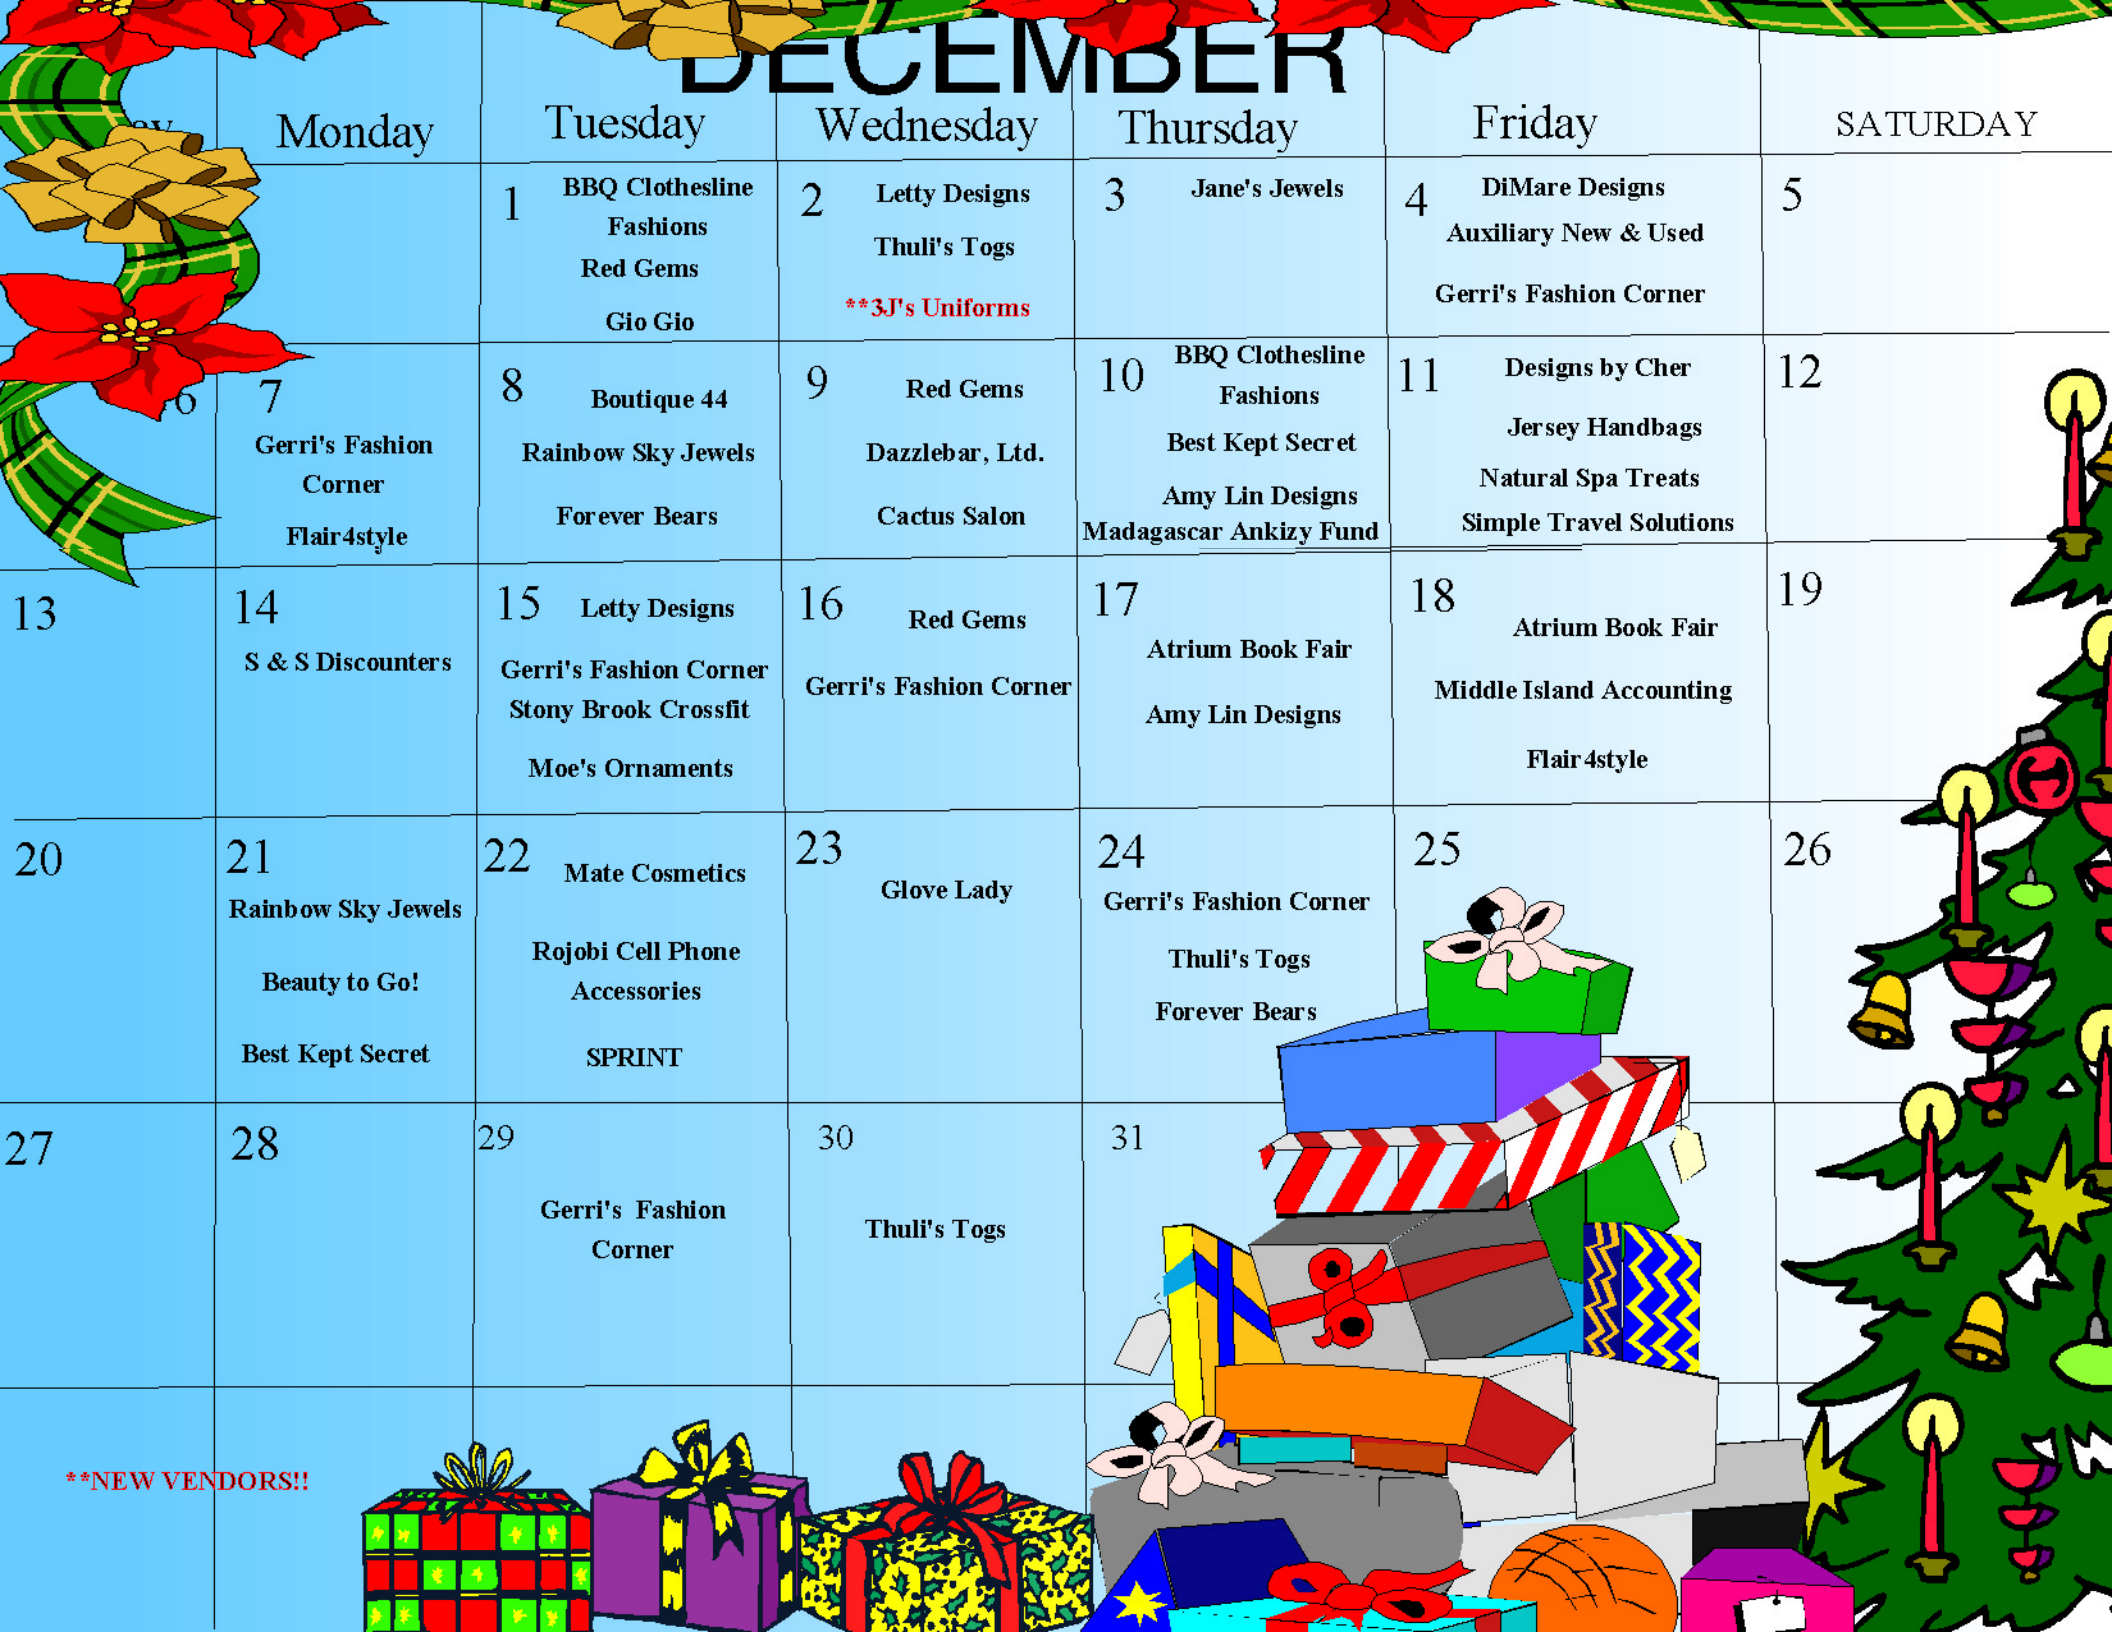 DECEMBER
Monday
Tuesday
Wednesday
Thursday
Friday
SATURDAY
1
BBQ Clothesline
Fashions
Red Gems
Gio Gio
2
Letty Designs
Thuli's Togs
**3J's Uniforms
3
Jane's Jewels
4
DiMare Designs
Auxiliary New & Used
Gerri's Fashion Corner
5
6
7
Gerri's Fashion
Corner
Flair4style
8
Boutique 44
Rainbow Sky Jewels
Forever Bears
9
Red Gems
Dazzlebar, Ltd.
Cactus Salon
10
BBQ Clothesline
Fashions
Best Kept Secret
Amy Lin Designs
Madagascar Ankizy Fund
11
Designs by Cher
Jersey Handbags
Natural Spa Treats
Simple Travel Solutions
12
13
14
S & S Discounters
15
Letty Designs
Gerri's Fashion Corner
Stony Brook Crossfit
Moe's Ornaments
16
Red Gems
Gerri's Fashion Corner
17
Atrium Book Fair
Amy Lin Designs
18
Atrium Book Fair
Middle Island Accounting
Flair4style
19
20
21
Rainbow Sky Jewels
Beauty to Go!
Best Kept Secret
22
Mate Cosmetics
Rojobi Cell Phone
Accessories
SPRINT
23
Glove Lady
24
Gerri's Fashion Corner
Thuli's Togs
Forever Bears
25
26
27
28
29
Gerri's Fashion
Corner
30
Thuli's Togs
31
**NEW VENDORS!!